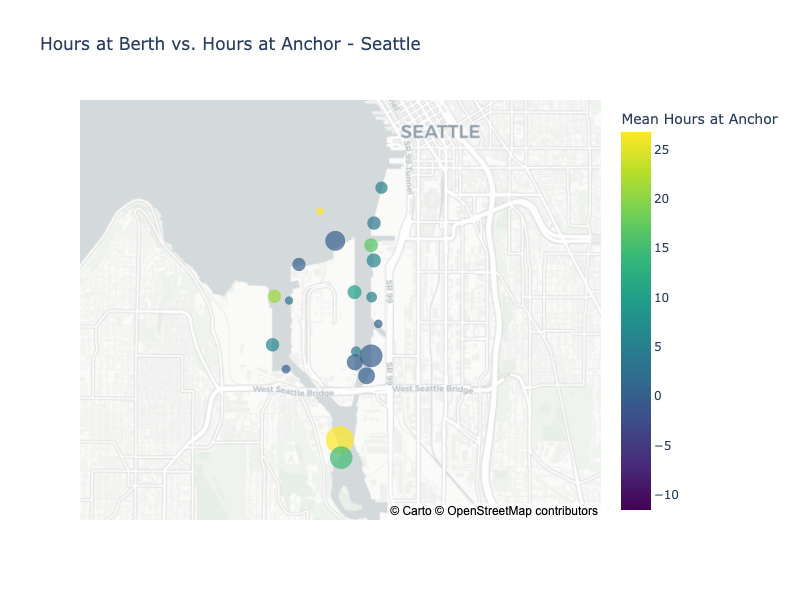 Hours at Berth vs. Hours at Anchor - Seattle
Mean Hours at Anchor
SEATTLE
SR 99 Tunnel
25
20
15
10
5
0
−5
−10
SR 99
SR 99
West Seattle Bridge
West Seattle Bridge
© Carto © OpenStreetMap contributors